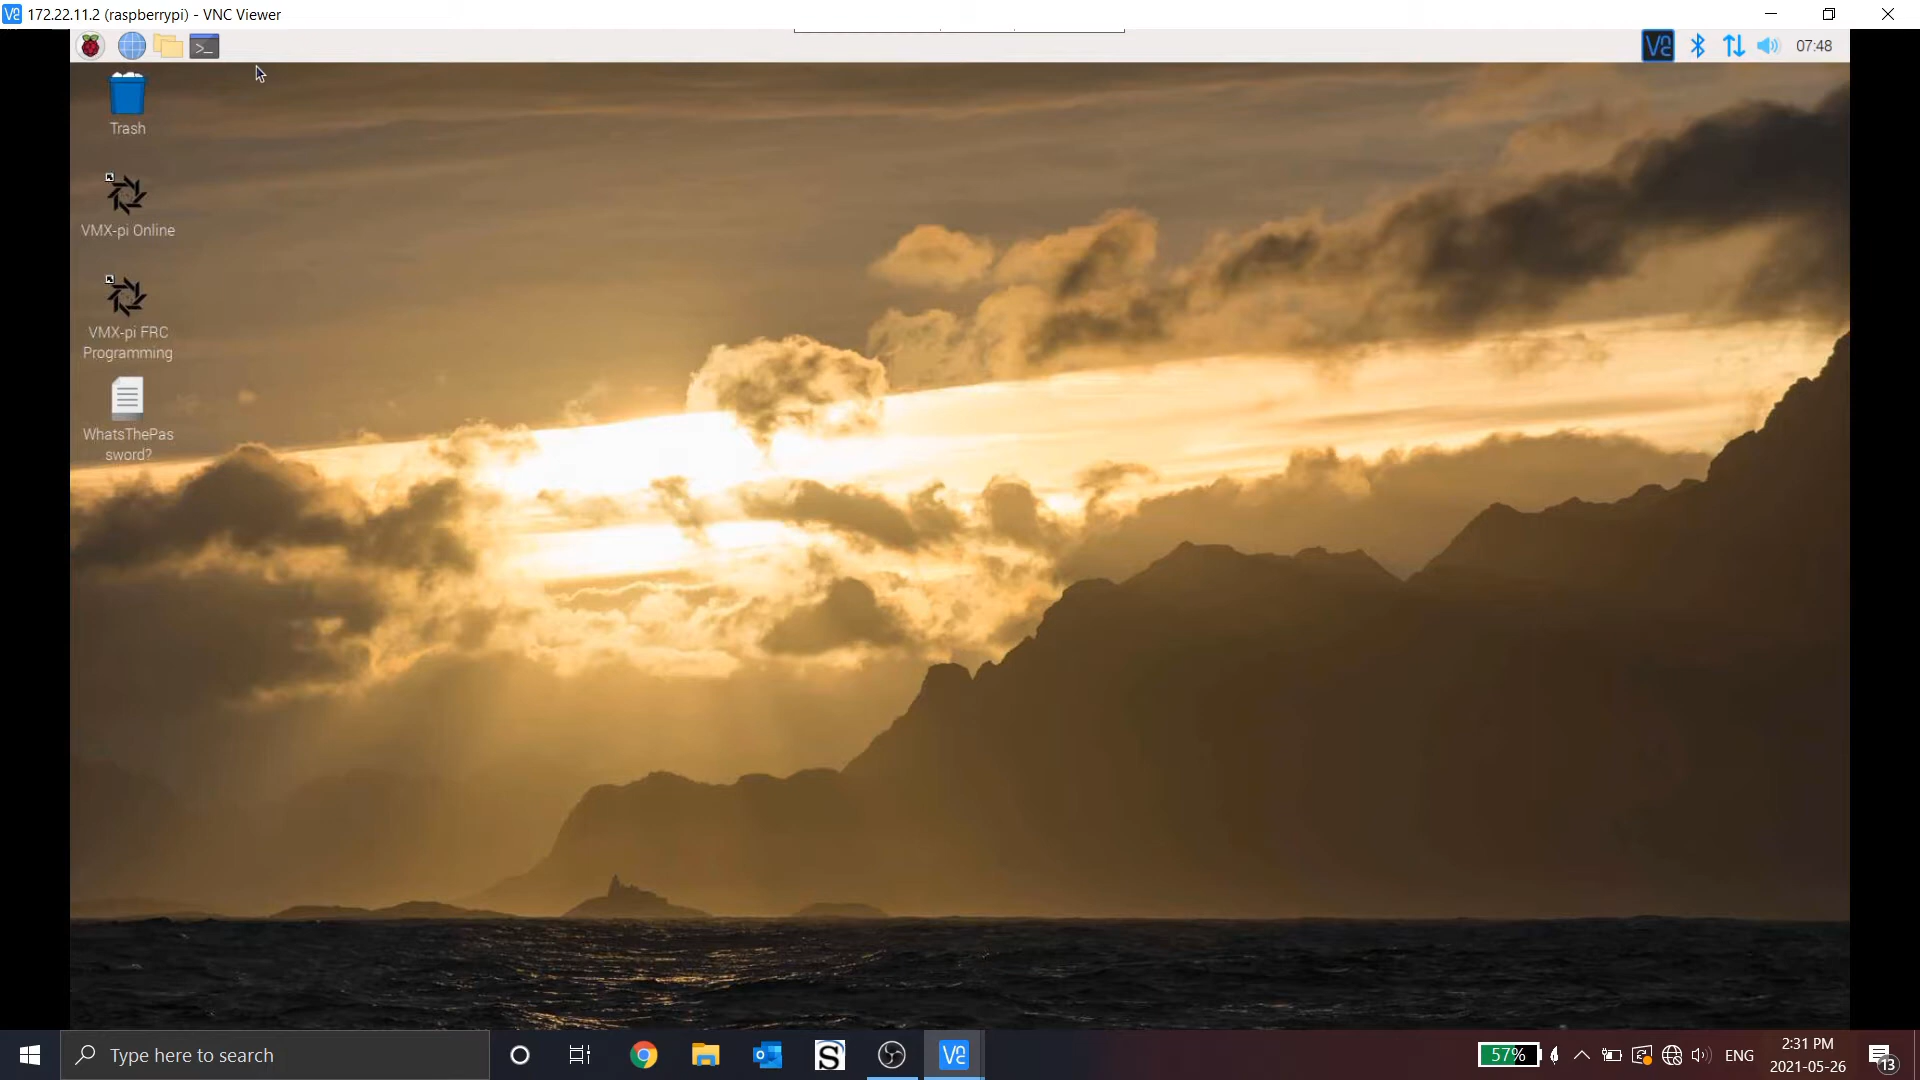 172.22.11.2 (raspberrypi) - VNC Viewer
07:48
Trash
VMX-pi Online
VMX-pi FRC
Programming
WhatsThePas
sword?
Type here to search
57%
ENG
2:31 PM
2021-05-26
13